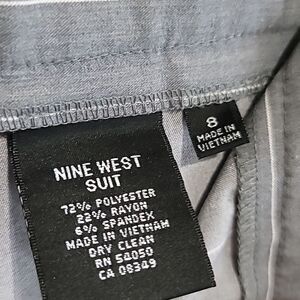 NINE WEST
SUIT
72% POLYESTER
22% RAYON
6% SPANDEX
MADE IN VIETNAM
DRY CLEAN
RN 54050
CA 08349
8
MADE IN
VIETNAM